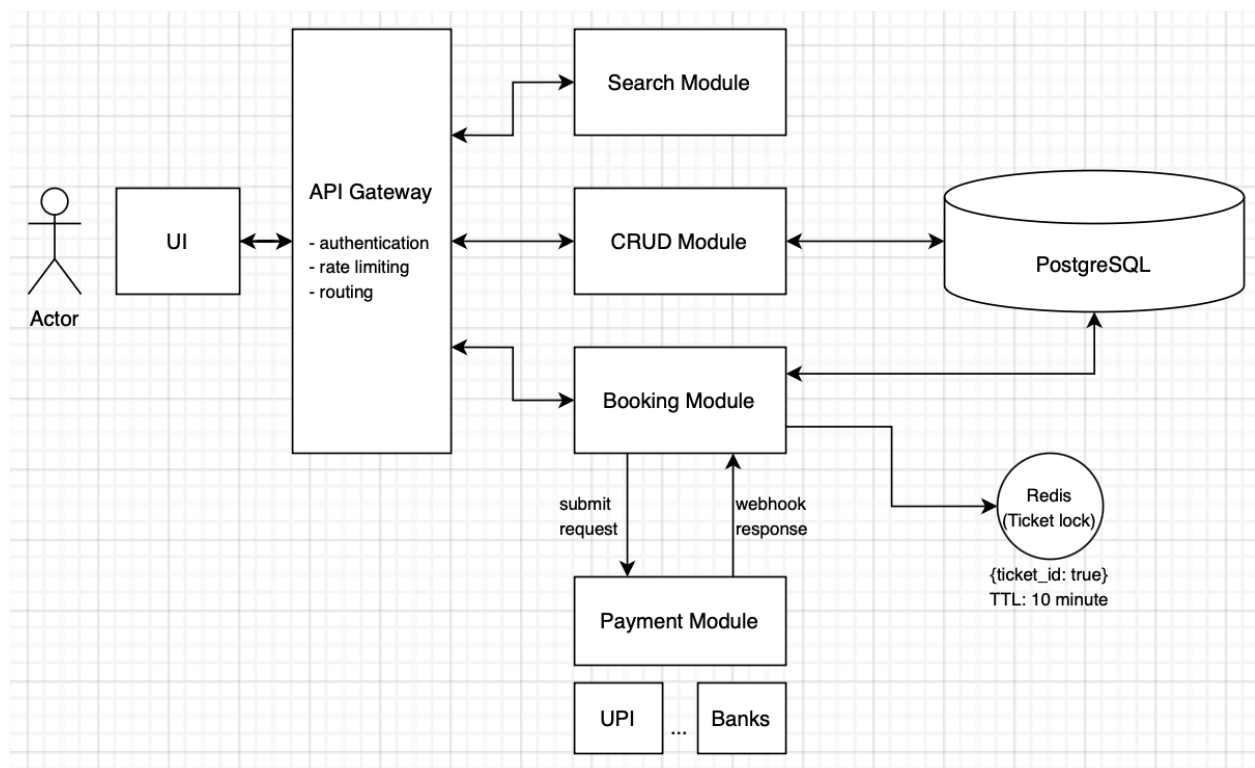 Search Module
API Gateway
- authentication
- rate limiting
- routing
UI
Actor
CRUD Module
PostgreSQL
Booking Module
submit
request
webhook
response
Redis
(Ticket lock)
{ticket_id: true}
TTL: 10 minute
Payment Module
UPI
...
Banks